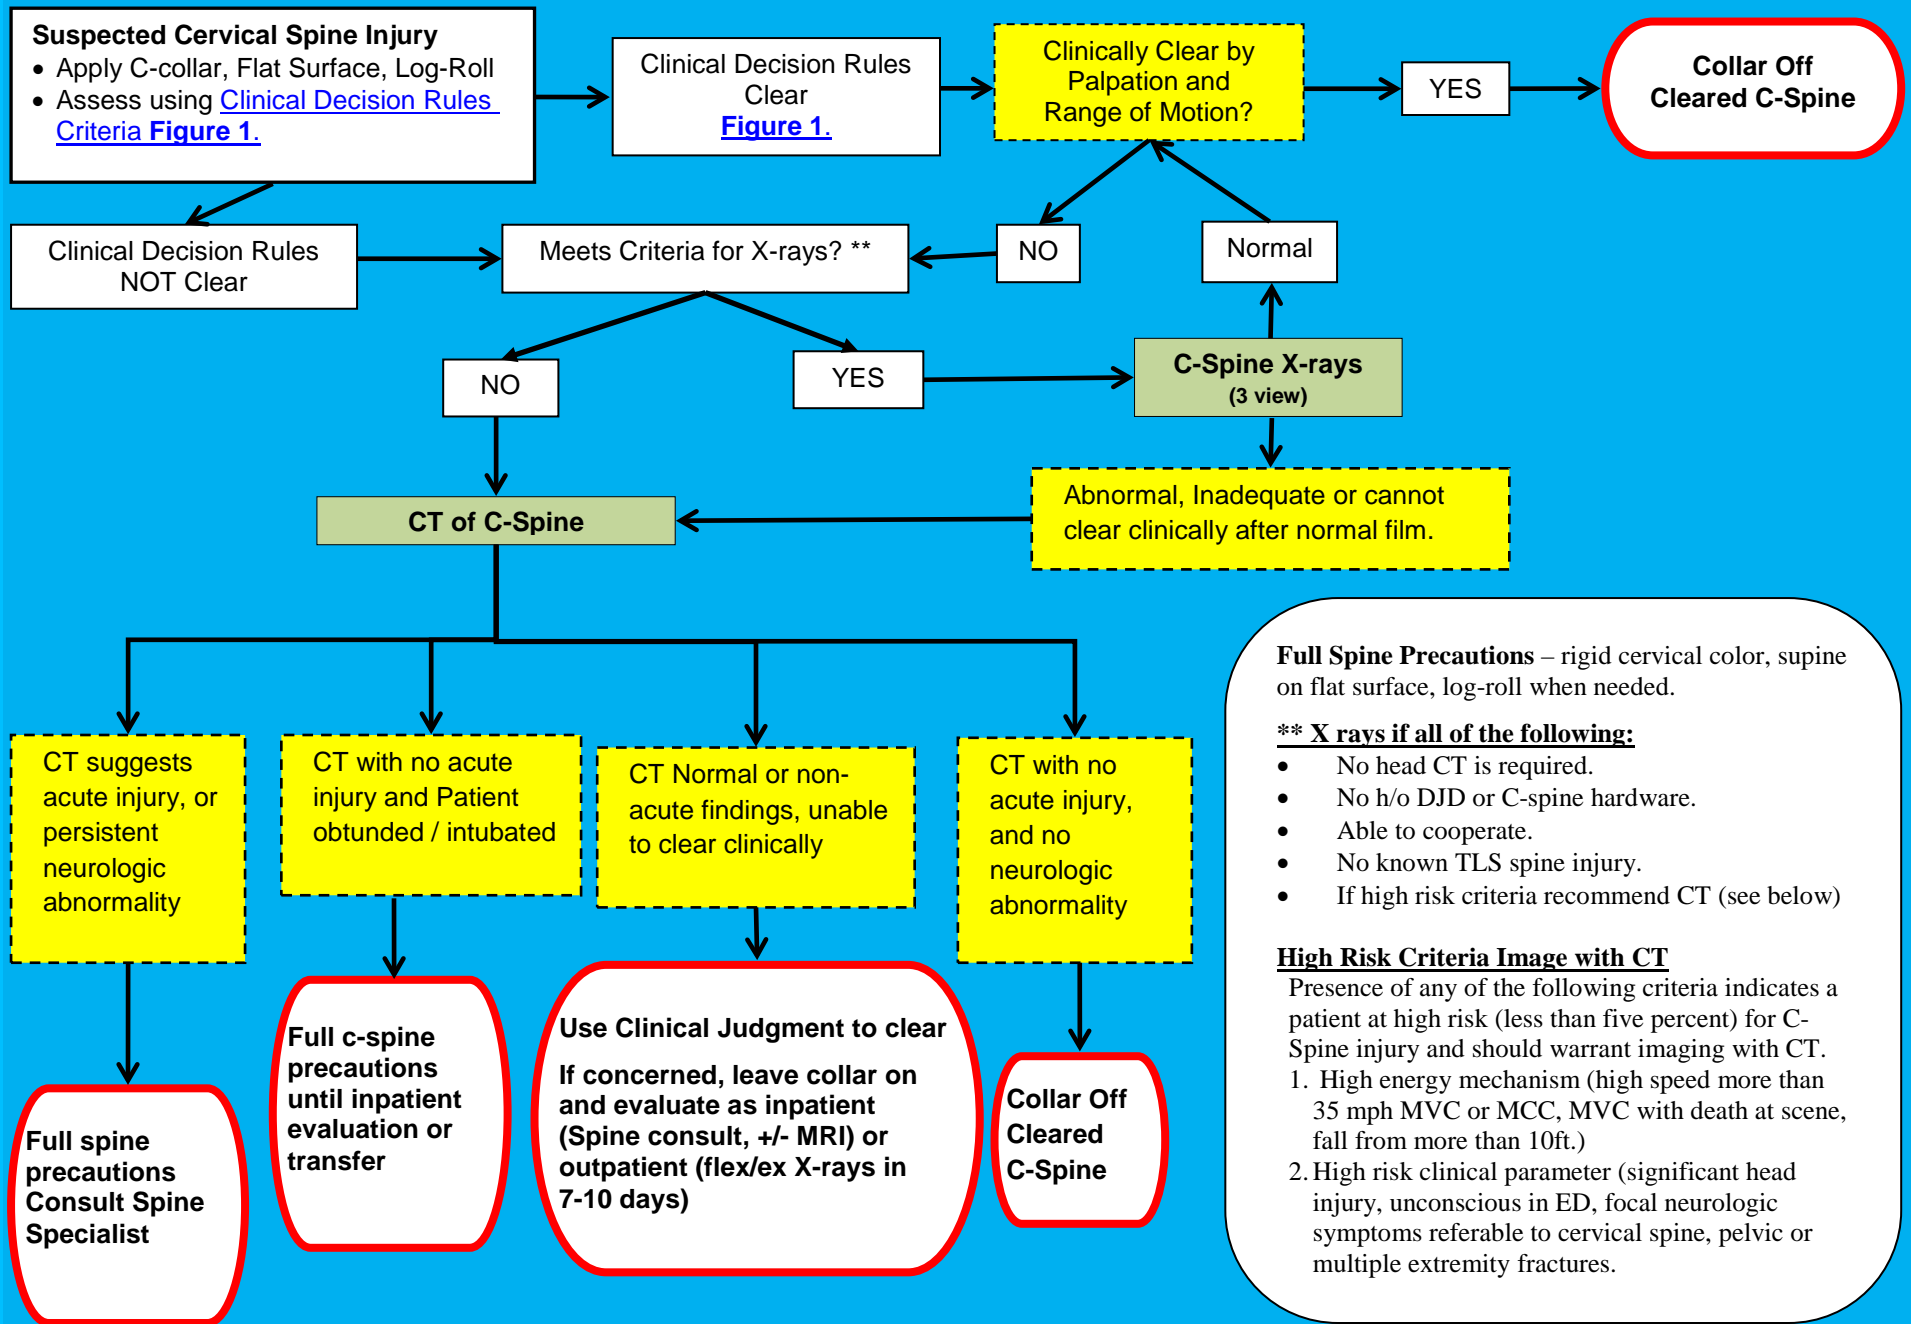 Suspected Cervical Spine Injury
• Apply C-collar, Flat Surface, Log-Roll
• Assess using Clinical Decision Rules
Criteria Figure 1.
Clinical Decision Rules
Clear
Figure 1.
Clinically Clear by
Palpation and
Range of Motion?
YES
Collar Off
Cleared C-Spine
Clinical Decision Rules
NOT Clear
Meets Criteria for X-rays? **
NO
Normal
NO
YES
C-Spine X-rays
(3 view)
CT of C-Spine
Abnormal, Inadequate or cannot
clear clinically after normal film.
CT suggests
acute injury, or
persistent
neurologic
abnormality
CT with no acute
injury and Patient
obtunded / intubated
CT Normal or non-
acute findings, unable
to clear clinically
CT with no
acute injury,
and no
neurologic
abnormality
Full spine
precautions
Consult Spine
Specialist
Full c-spine
precautions
until inpatient
evaluation or
transfer
Use Clinical Judgment to clear
If concerned, leave collar on
and evaluate as inpatient
(Spine consult, +/- MRI) or
outpatient (flex/ex X-rays in
7-10 days)
Collar Off
Cleared
C-Spine
Full Spine Precautions – rigid cervical color, supine
on flat surface, log-roll when needed.
** X rays if all of the following:
• No head CT is required.
• No h/o DJD or C-spine hardware.
• Able to cooperate.
• No known TLS spine injury.
• If high risk criteria recommend CT (see below)
High Risk Criteria Image with CT
Presence of any of the following criteria indicates a
patient at high risk (less than five percent) for C-
Spine injury and should warrant imaging with CT.
1. High energy mechanism (high speed more than
35 mph MVC or MCC, MVC with death at scene,
fall from more than 10ft.)
2. High risk clinical parameter (significant head
injury, unconscious in ED, focal neurologic
symptoms referable to cervical spine, pelvic or
multiple extremity fractures.